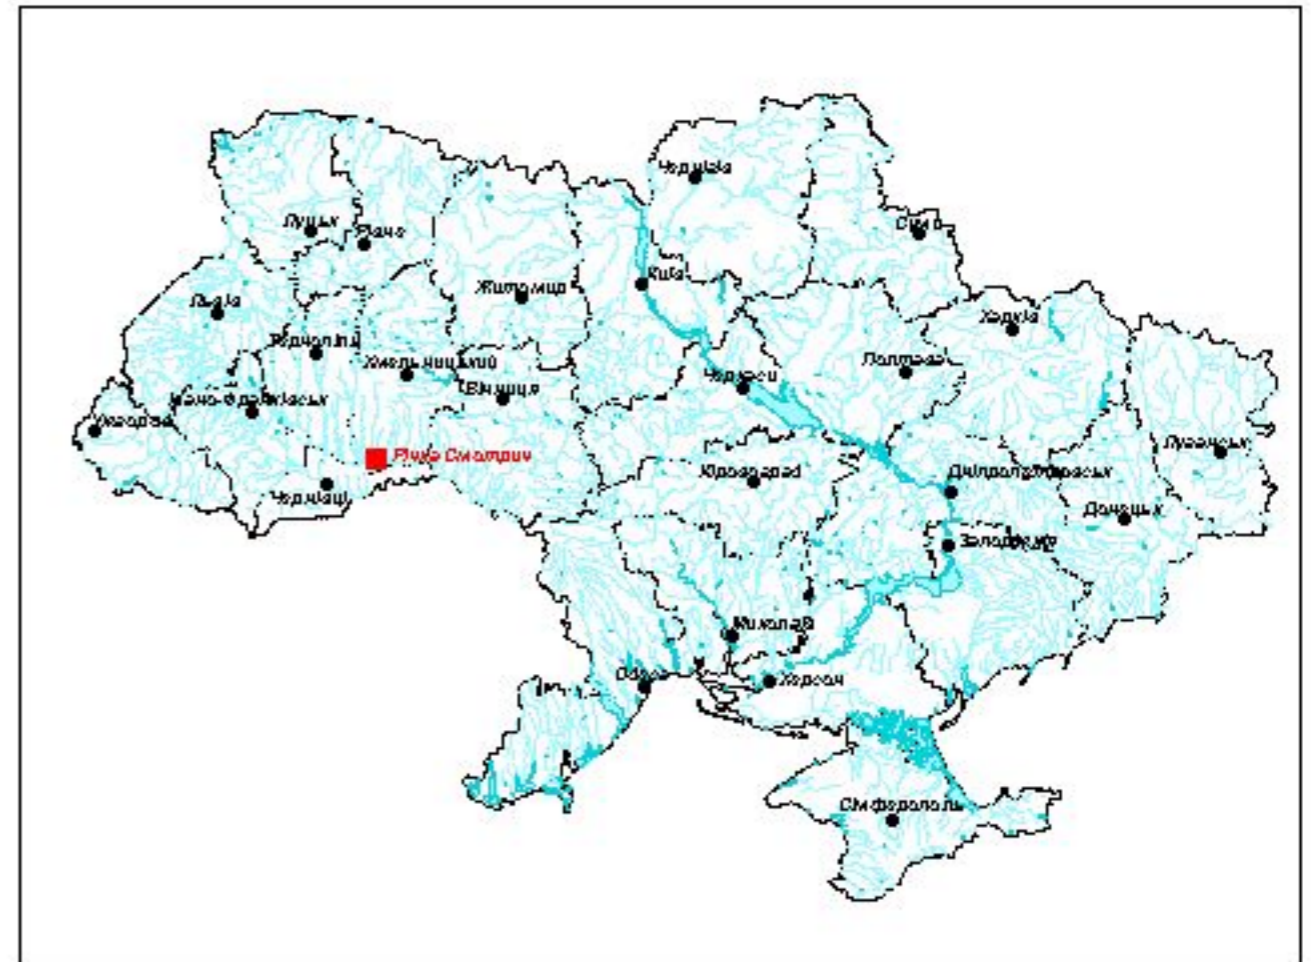 Чернігів
Луцьк
Рівне
Суми
Київ
Житомир
Львів
Харків
Тернопіль
Хмельницький
Полтава
Черкаси
Вінниця
Івано-Франківськ
Ужгород
Луганськ
Річка Смотрич
Кіровоград
Дніпропетровськ
Чернівці
Донецьк
Запоріжжя
Миколаїв
Одеса
Херсон
Сімферополь